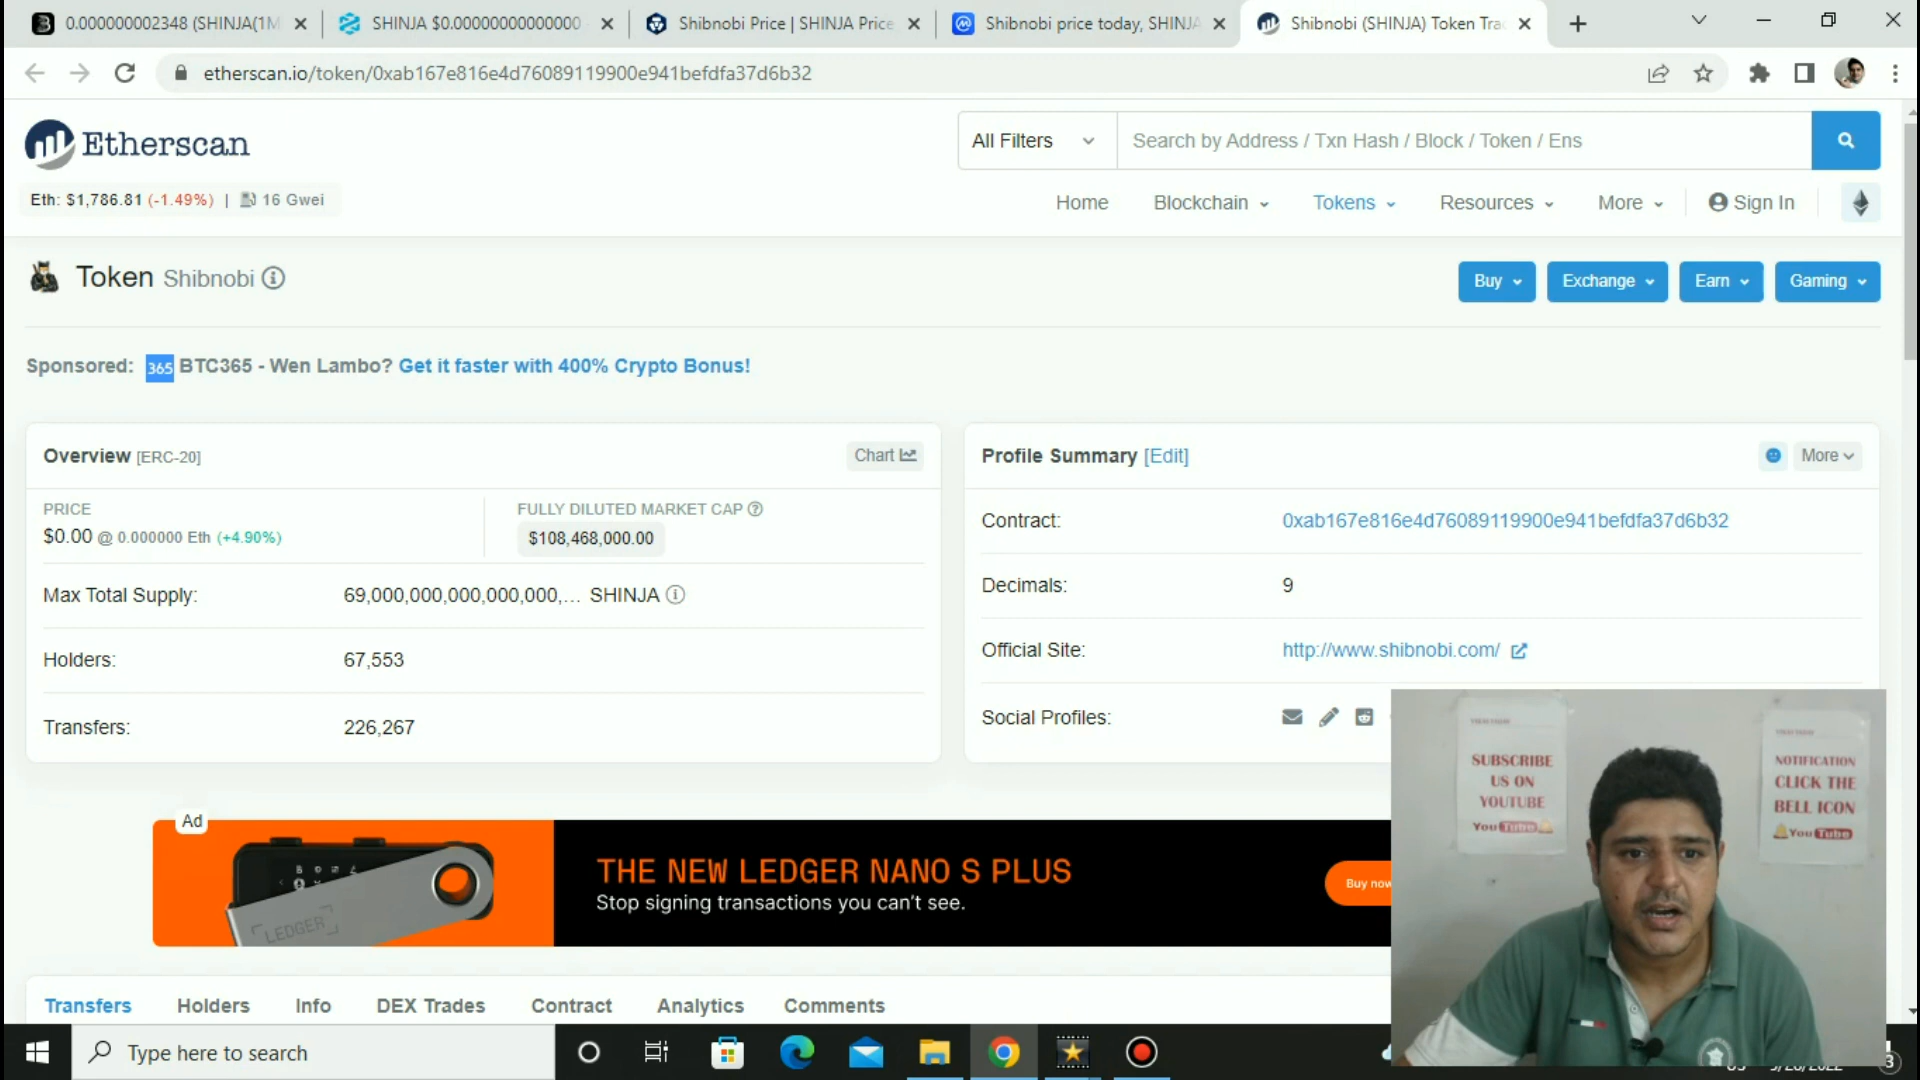 0.000000002348 (SHINJA(1M
SHINJA $0.00000000000000
Shibnobi Price | SHINJA Price
Shibnobi price today, SHINJA
Shibnobi (SHINJA) Token Tra
etherscan.io/token/0xab167e816e4d76089119900e941befdfa37d6b32
Etherscan
All Filters
Search by Address / Txn Hash / Block / Token / Ens
Eth: $1,786.81 (-1.49%) | 16 Gwei
Home Blockchain Tokens Resources More Sign In
Token Shibnobi
Buy Exchange Earn Gaming
Sponsored: 365 BTC365 - Wen Lambo? Get it faster with 400% Crypto Bonus!
Overview [ERC-20]
Chart
PRICE
$0.00 @ 0.000000 Eth (+4.90%)
FULLY DILUTED MARKET CAP
$108,468,000.00
Max Total Supply: 69,000,000,000,000,000,... SHINJA
Holders: 67,553
Transfers: 226,267
Profile Summary [Edit]
More
Contract: 0xab167e816e4d76089119900e941befdfa37d6b32
Decimals: 9
Official Site: http://www.shibnobi.com/
Social Profiles:
Ad
LEDGER
THE NEW LEDGER NANO S PLUS
Stop signing transactions you can't see.
Buy now
SUBSCRIBE
US ON
YOUTUBE
YouTube
NOTIFICATION
CLICK THE
BELL ICON
YouTube
Transfers Holders Info DEX Trades Contract Analytics Comments
Type here to search
3